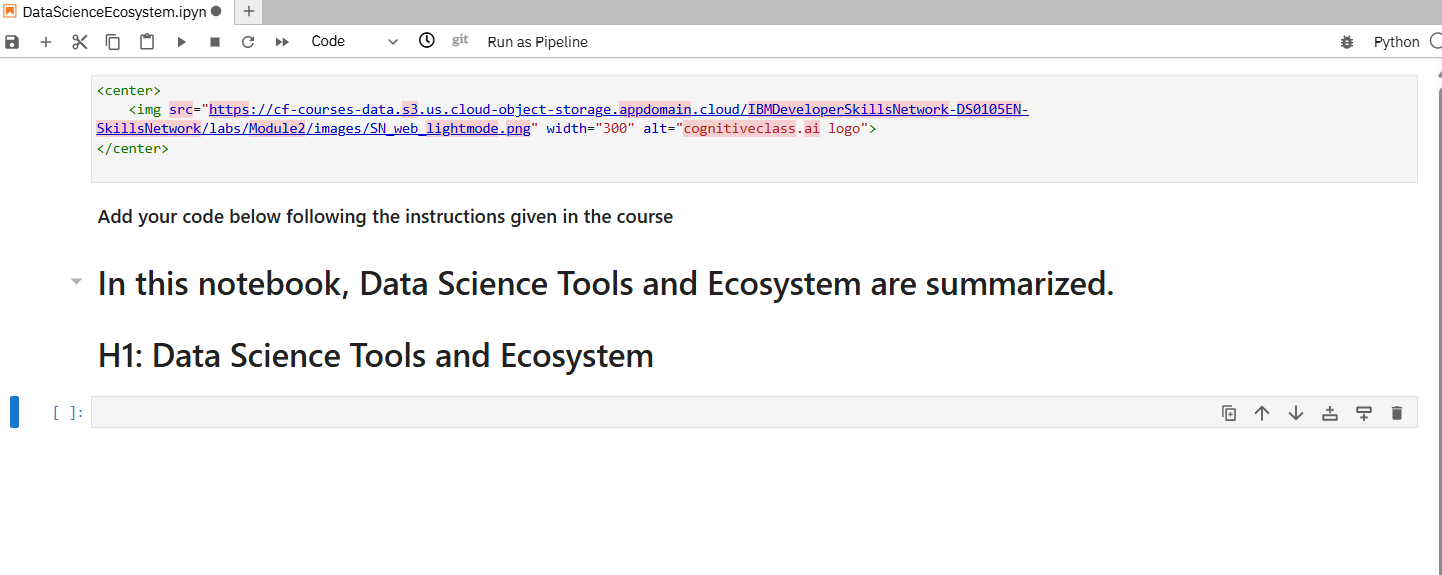 DataScienceEcosystem.ipyn
Code
git
Run as Pipeline
Python
<center>
<img src="https://cf-courses-data.s3.us.cloud-object-storage.appdomain.cloud/IBMDeveloperSkillsNetwork-DS0105EN-
SkillsNetwork/labs/Module2/images/SN_web_lightmode.png" width="300" alt="cognitiveclass.ai logo">
</center>
Add your code below following the instructions given in the course
In this notebook, Data Science Tools and Ecosystem are summarized.
H1: Data Science Tools and Ecosystem
[ ]: